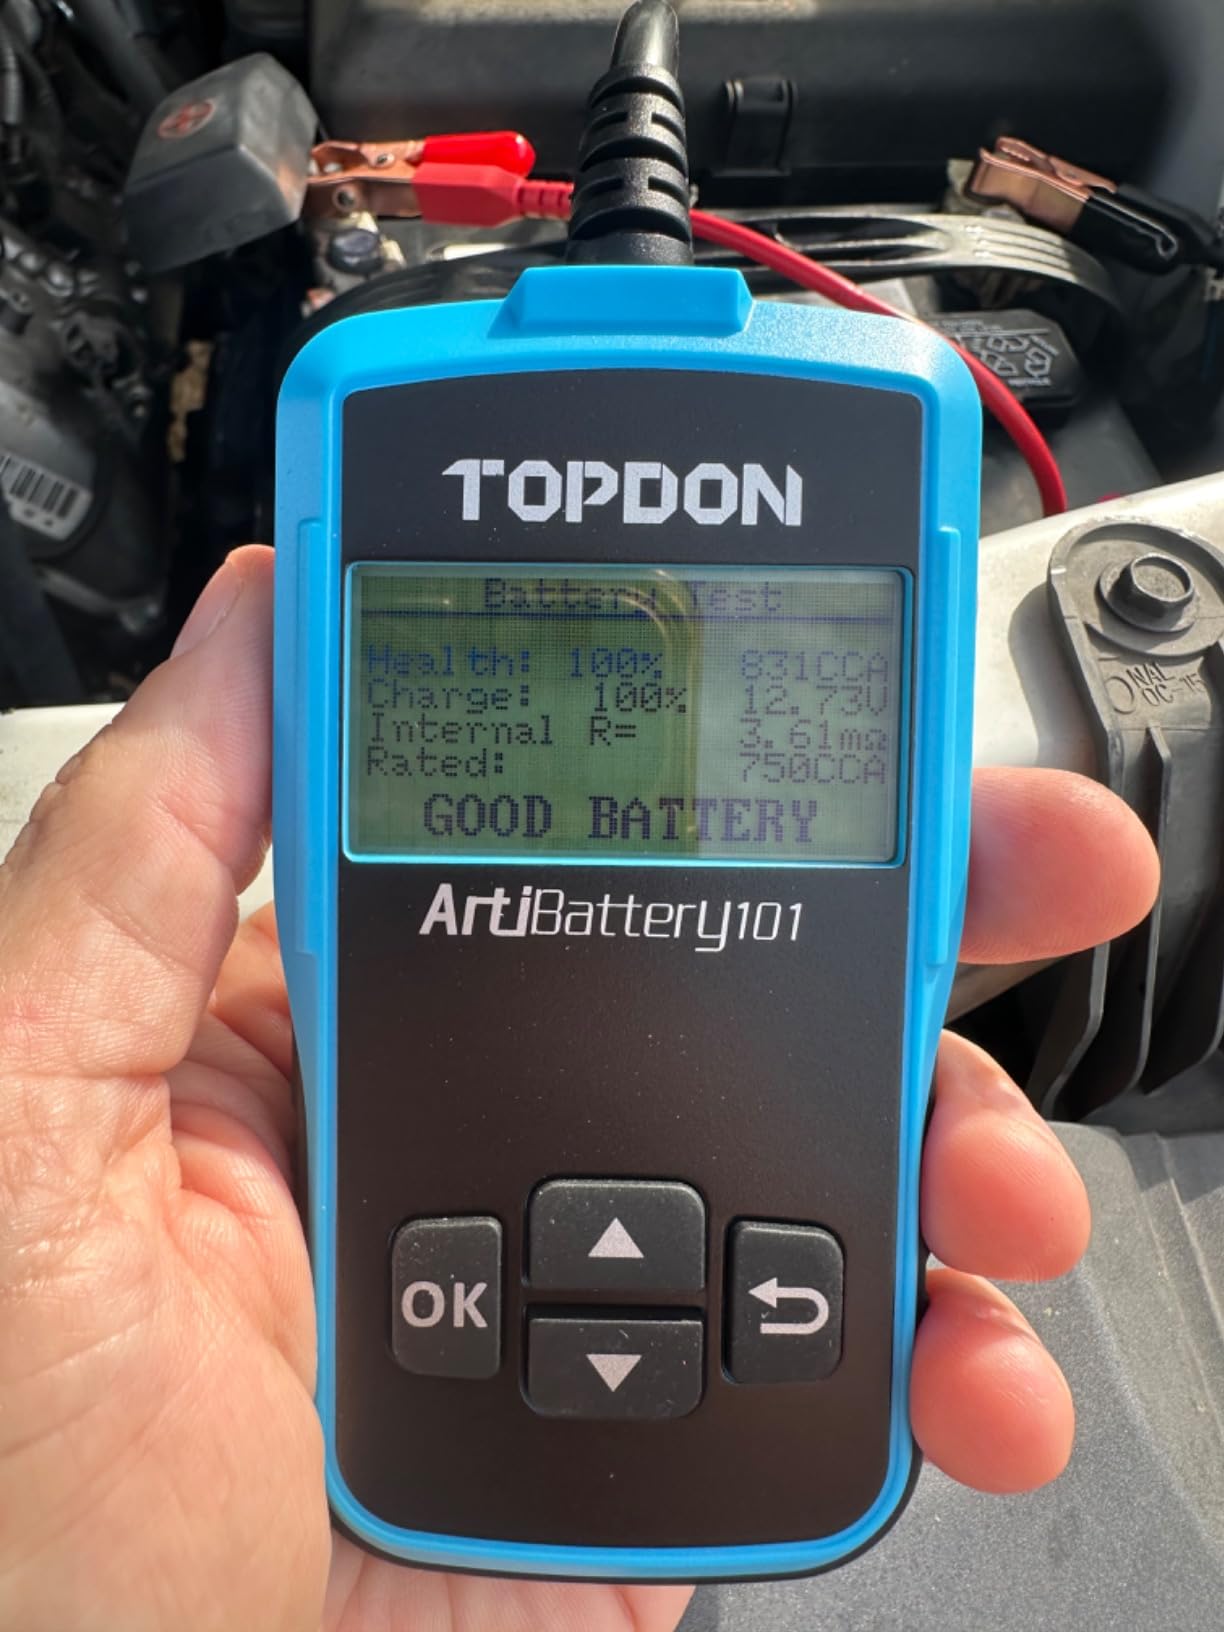 TOPDON
Battery Test
Health: 100% 831CCA
Charge: 100% 12.73V
Internal R= 3.61mΩ
Rated: 750CCA
GOOD BATTERY
ArtiBattery101
OK